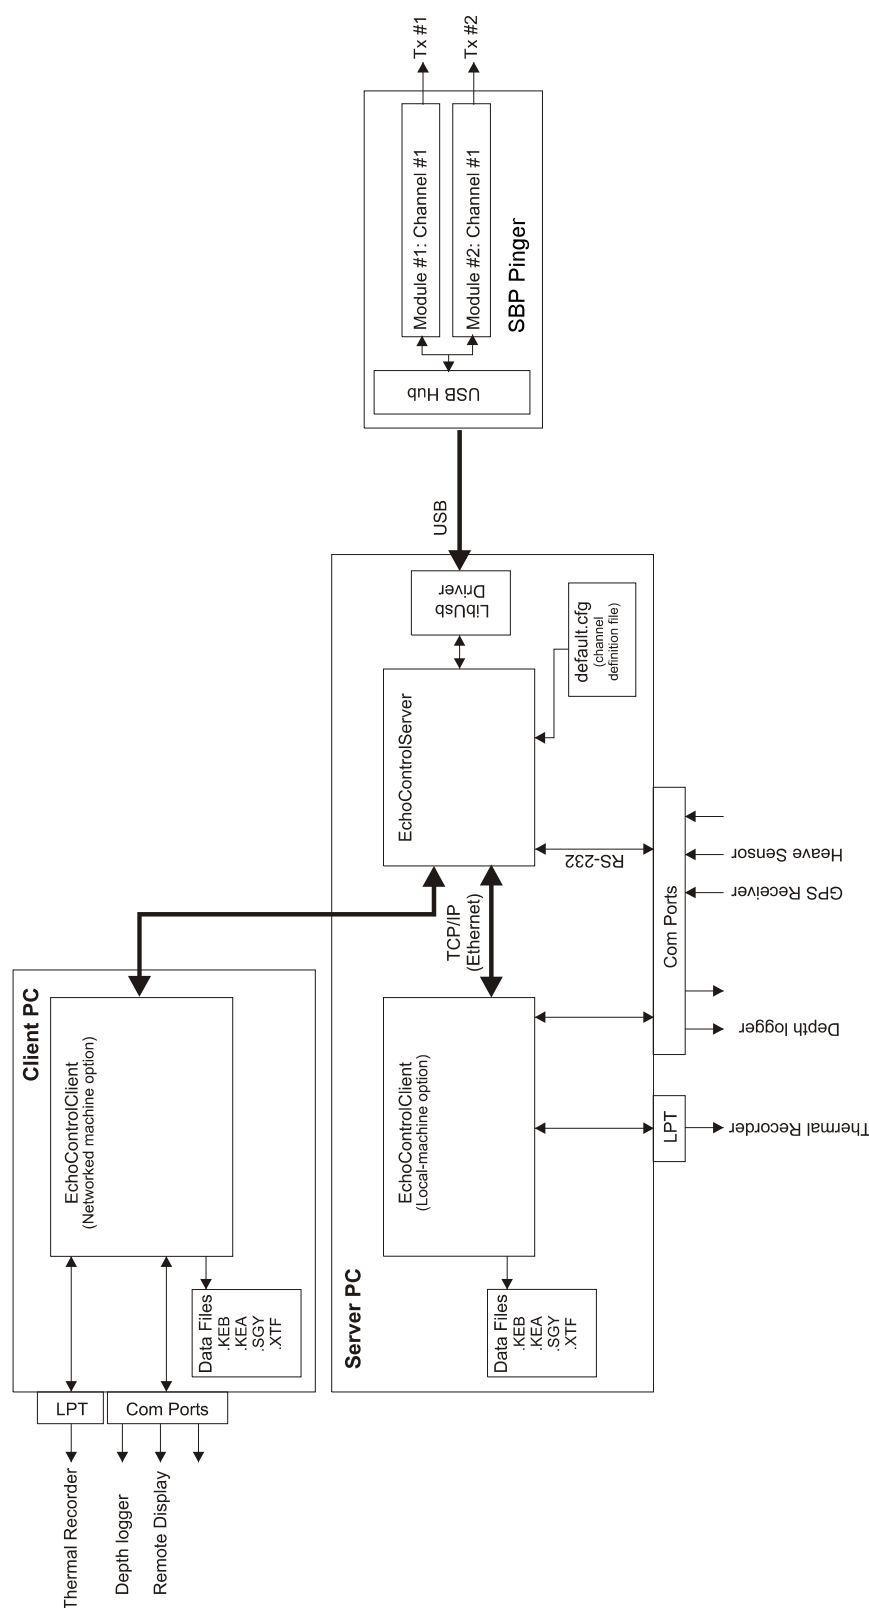 Tx #1
Tx #2
Module #1: Channel #1
Module #2: Channel #1
SBP Pinger
USB Hub
USB
LibUsb
Driver
default.cfg
(channel
definition file)
EchoControlServer
RS-232
Heave Sensor
GPS Receiver
Com Ports
Depth logger
TCP/IP
(Ethernet)
Client PC
EchoControlClient
(Networked machine option)
EchoControlClient
(Local-machine option)
LPT
Thermal Recorder
Server PC
Data Files
.KEB
.KEA
.SGY
.XTF
Data Files
.KEB
.KEA
.SGY
.XTF
LPT
Com Ports
Thermal Recorder
Depth logger
Remote Display